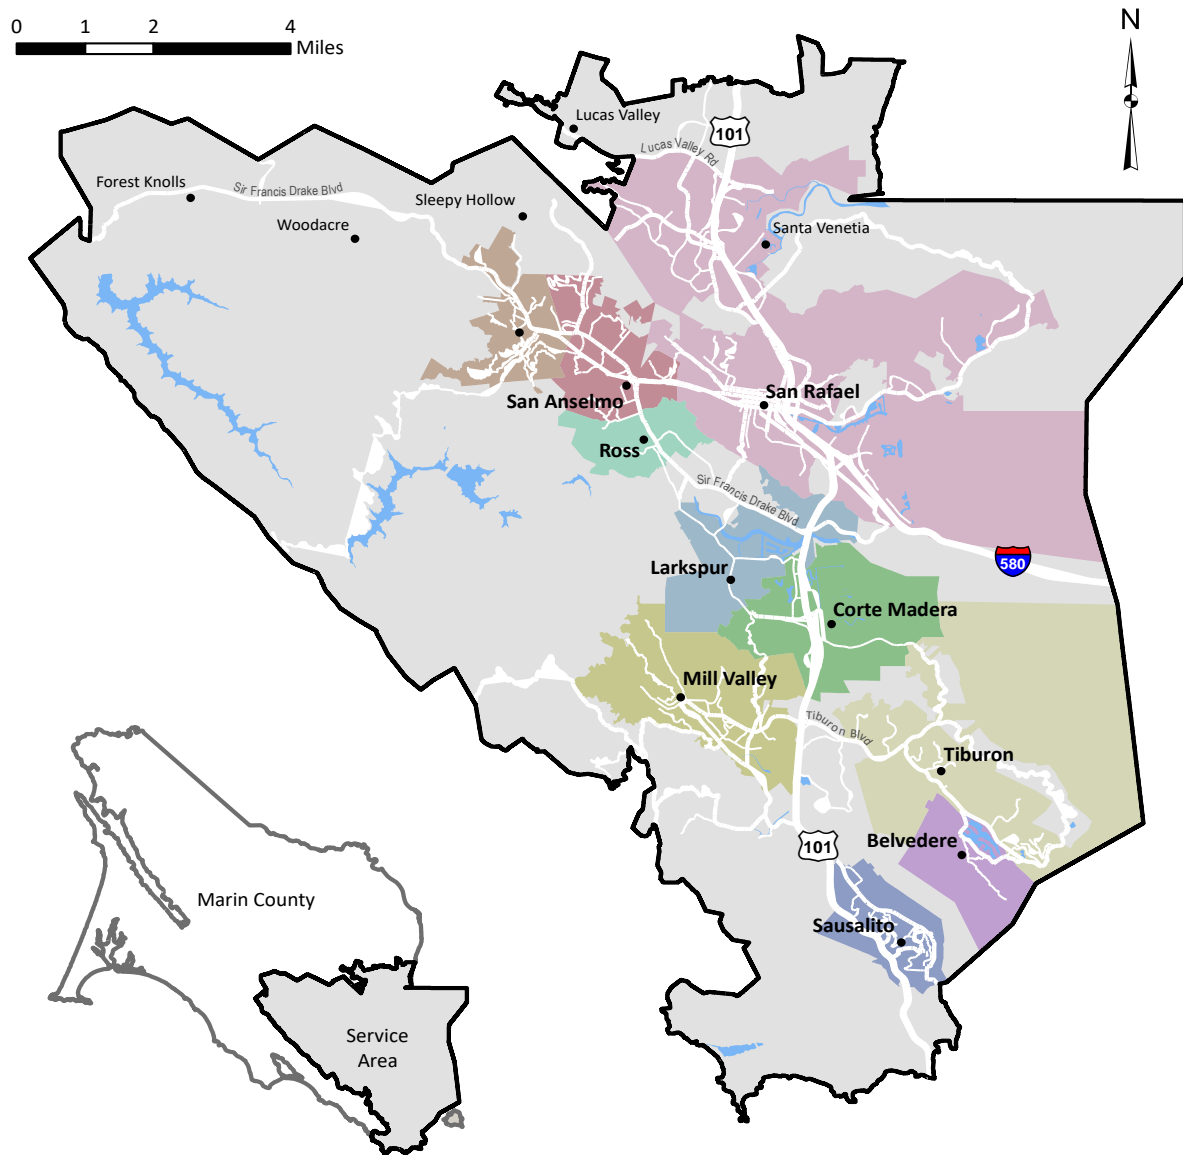 0 1 2 4
Miles
N
Lucas Valley
101
Lucas Valley Rd
Forest Knolls
Sir Francis Drake Blvd
Sleepy Hollow
Woodacre
Santa Venetia
San Rafael
San Anselmo
Ross
Sir Francis Drake Blvd
580
Larkspur
Corte Madera
Mill Valley
Tiburon Blvd
Tiburon
101
Belvedere
Marin County
Sausalito
Service
Area